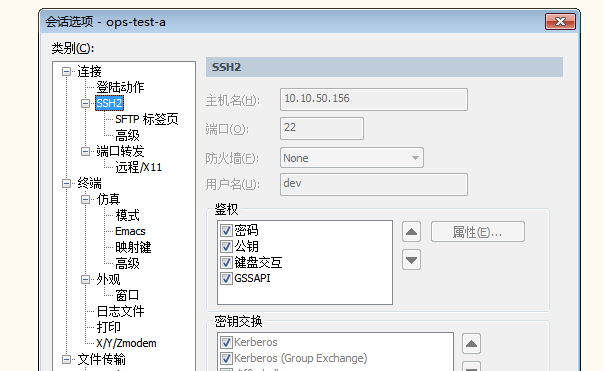 会话选项 - ops-test-a
类别(C):
连接
登陆动作
SSH2
SFTP 标签页
高级
端口转发
远程/X11
终端
仿真
模式
Emacs
映射键
高级
外观
窗口
日志文件
打印
X/Y/Zmodem
文件传输
SSH2
主机名(H): 10.10.50.156
端口(O): 22
防火墙(F): None
用户名(U): dev
鉴权
密码
公钥
键盘交互
GSSAPI
属性(E)...
密钥交换
Kerberos
Kerberos (Group Exchange)